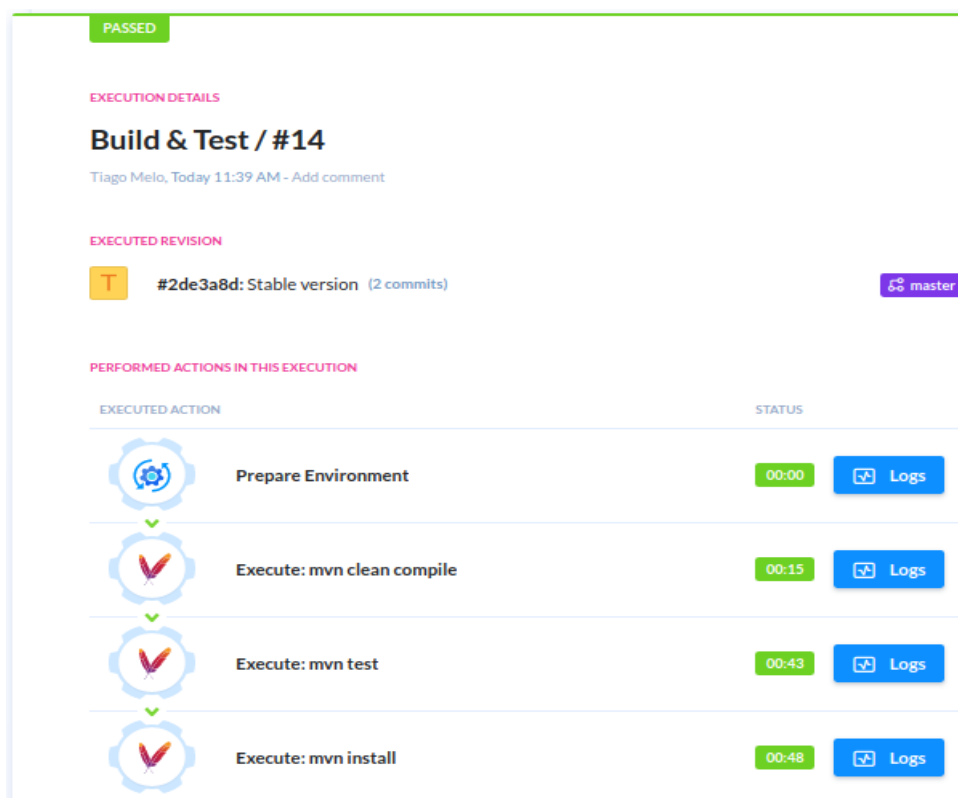 PASSED
EXECUTION DETAILS
Build & Test / #14
Tiago Melo, Today 11:39 AM - Add comment
EXECUTED REVISION
T #2de3a8d: Stable version (2 commits) master
PERFORMED ACTIONS IN THIS EXECUTION
EXECUTED ACTION STATUS
Prepare Environment 00:00 Logs
Execute: mvn clean compile 00:15 Logs
Execute: mvn test 00:43 Logs
Execute: mvn install 00:48 Logs